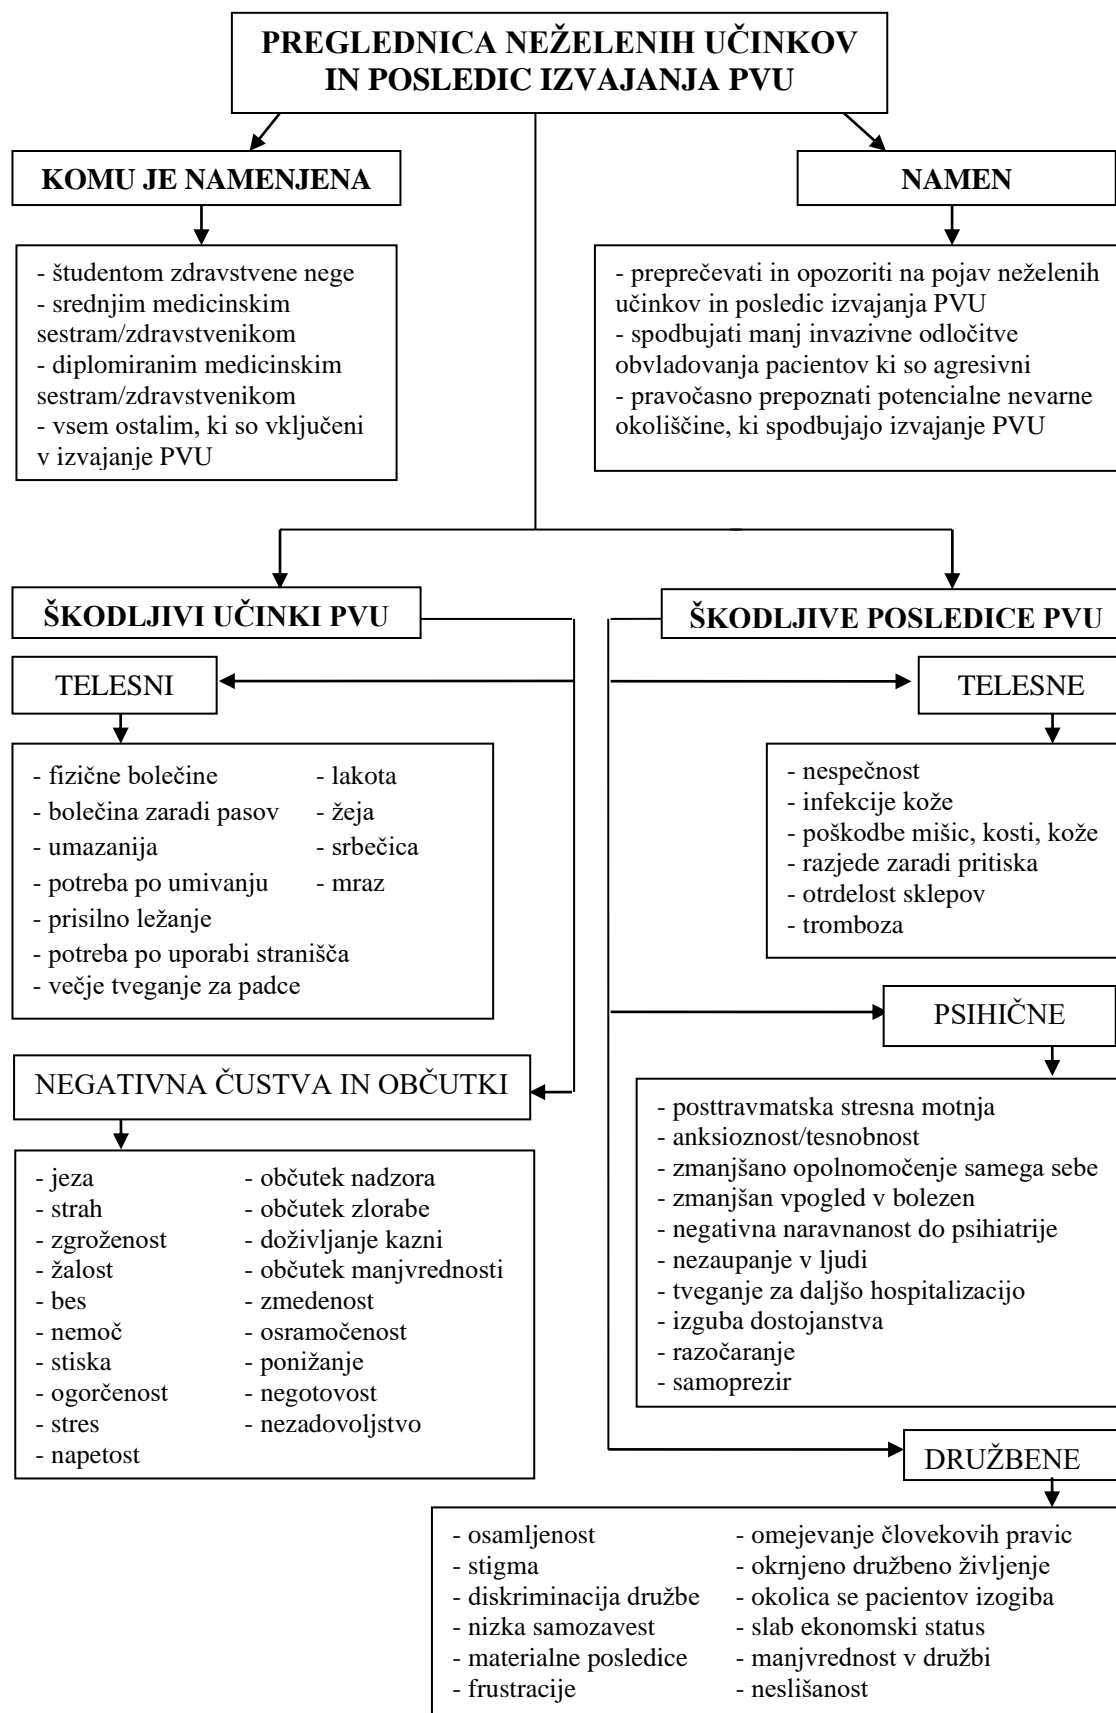 PREGLEDNICA NEŽELENIH UČINKOV
IN POSLEDIC IZVAJANJA PVU
KOMU JE NAMENJENA
- študentom zdravstvene nege
- srednjim medicinskim
sestram/zdravstvenikom
- diplomiranim medicinskim
sestram/zdravstvenikom
- vsem ostalim, ki so vključeni
v izvajanje PVU
NAMEN
- preprečevati in opozoriti na pojav neželenih
učinkov in posledic izvajanja PVU
- spodbujati manj invazivne odločitve
obvladovanja pacientov ki so agresivni
- pravočasno prepoznati potencialne nevarne
okoliščine, ki spodbujajo izvajanje PVU
ŠKODLJIVI UČINKI PVU
TELESNI
- fizične bolečine
- bolečina zaradi pasov
- umazanija
- potreba po umivanju
- prisilno ležanje
- potreba po uporabi stranišča
- večje tveganje za padce
- lakota
- žeja
- srbečica
- mraz
NEGATIVNA ČUSTVA IN OBČUTKI
- jeza
- strah
- zgroženost
- žalost
- bes
- nemoč
- stiska
- ogorčenost
- stres
- napetost
- občutek nadzora
- občutek zlorabe
- doživljanje kazni
- občutek manjvrednosti
- zmedenost
- osramočenost
- ponižanje
- negotovost
- nezadovoljstvo
ŠKODLJIVE POSLEDICE PVU
TELESNE
- nespečnost
- infekcije kože
- poškodbe mišic, kosti, kože
- razjede zaradi pritiska
- otrdelost sklepov
- tromboza
PSIHIČNE
- posttravmatska stresna motnja
- anksioznost/tesnobnost
- zmanjšano opolnomočenje samega sebe
- zmanjšan vpogled v bolezen
- negativna naravnanost do psihiatrije
- nezaupanje v ljudi
- tveganje za daljšo hospitalizacijo
- izguba dostojanstva
- razočaranje
- samoprezir
DRUŽBENE
- osamljenost
- stigma
- diskriminacija družbe
- nizka samozavest
- materialne posledice
- frustracije
- omejevanje človekovih pravic
- okrnjeno družbeno življenje
- okolica se pacientov izogiba
- slab ekonomski status
- manjvrednost v družbi
- neslišanost